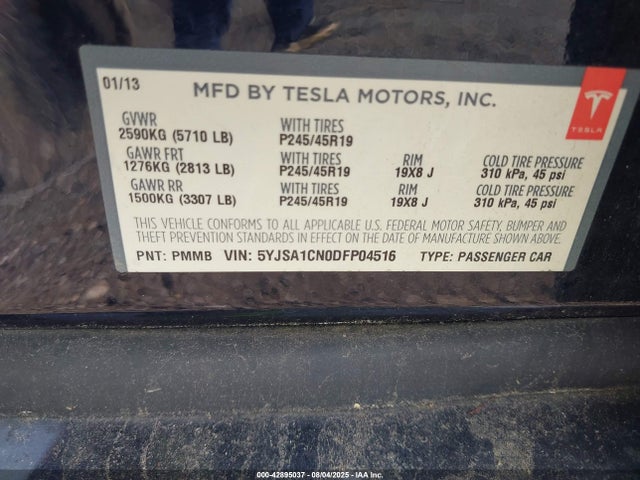 01/13
MFD BY TESLA MOTORS, INC.
TESLA
GVWR
2590KG (5710 LB)
WITH TIRES
P245/45R19
GAWR FRT
1276KG (2813 LB)
WITH TIRES
P245/45R19
RIM
19X8 J
COLD TIRE PRESSURE
310 kPa, 45 psi
GAWR RR
1500KG (3307 LB)
WITH TIRES
P245/45R19
RIM
19X8 J
COLD TIRE PRESSURE
310 kPa, 45 psi
THIS VEHICLE CONFORMS TO ALL APPLICABLE U.S. FEDERAL MOTOR SAFETY, BUMPER AND
THEFT PREVENTION STANDARDS IN EFFECT ON THE DATE OF MANUFACTURE SHOWN ABOVE.
PNT: PMMB VIN: 5YJSA1CN0DFP04516 TYPE: PASSENGER CAR
000-42895037 - 08/04/2025 - IAAI.COM